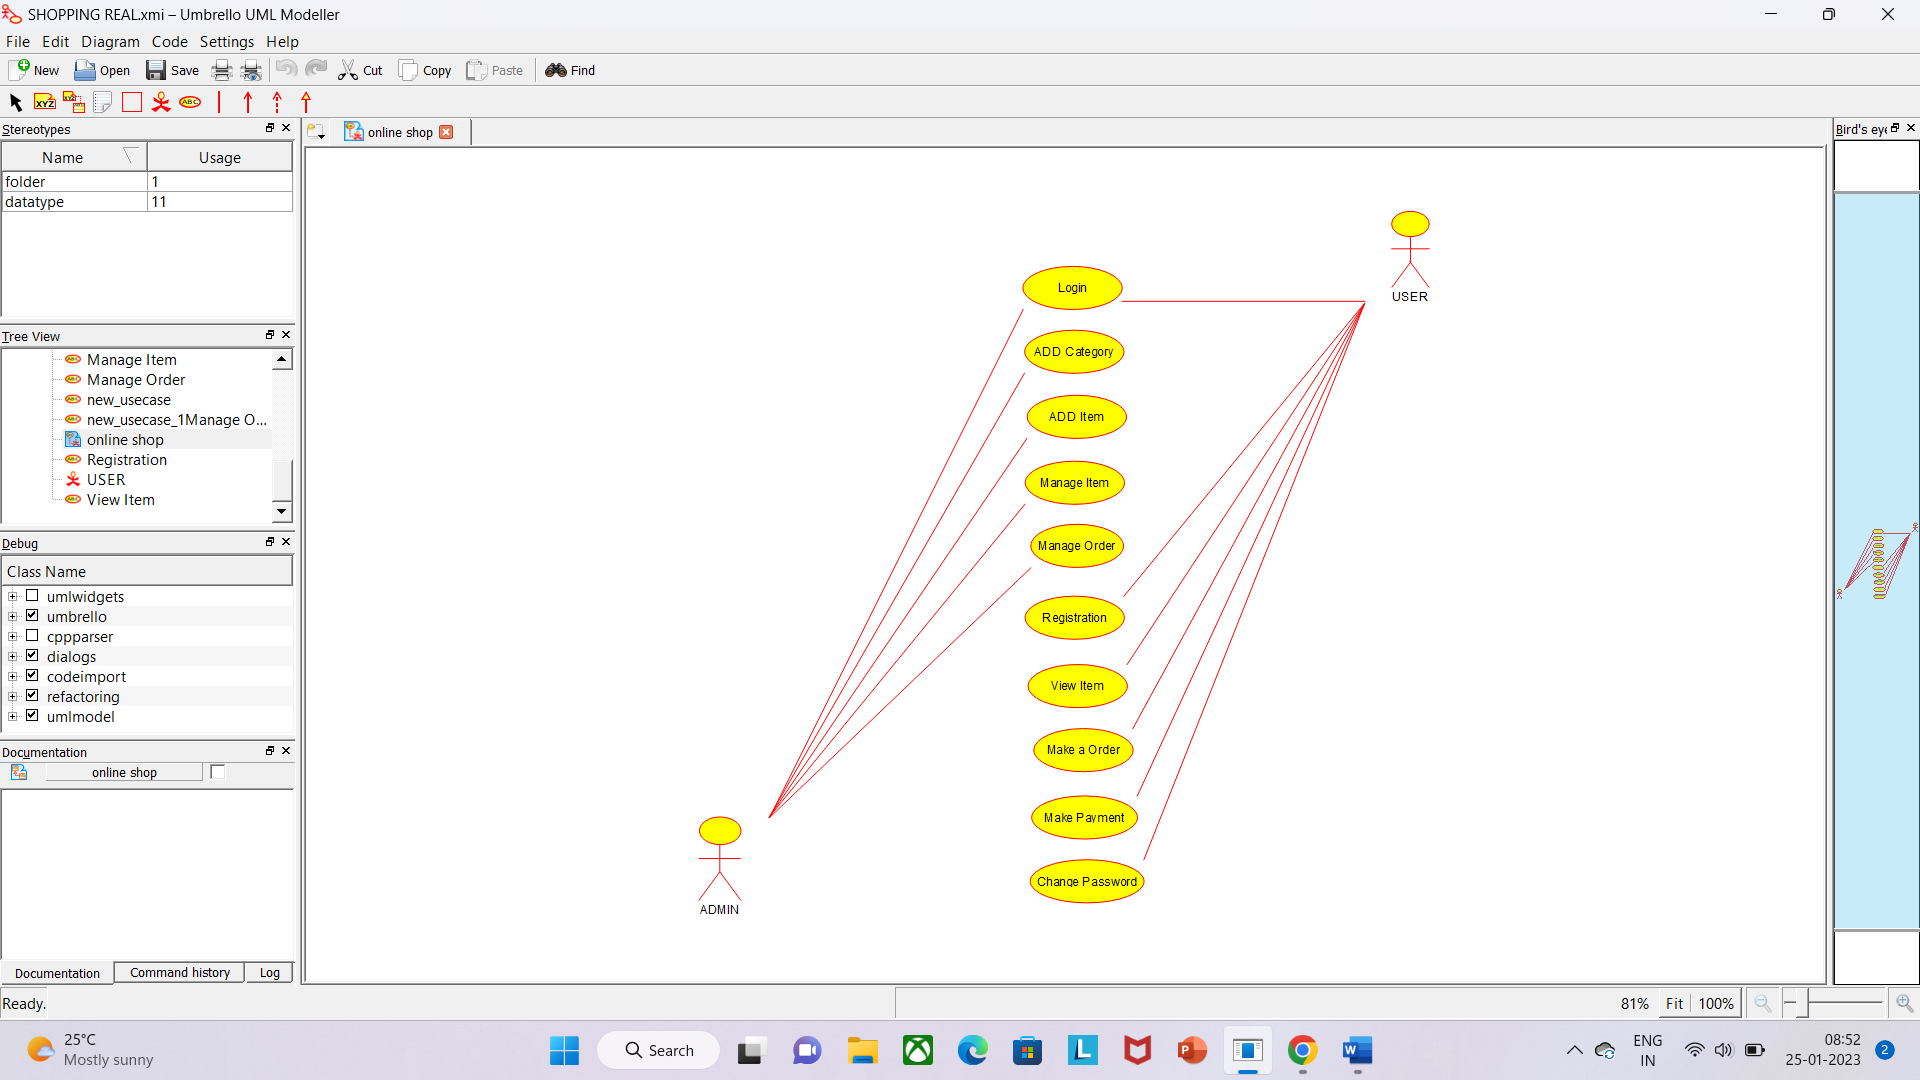 SHOPPING REAL.xmi – Umbrello UML Modeller
File Edit Diagram Code Settings Help
New Open Save Cut Copy Paste Find
XYZ XYZ ABC
Stereotypes
Name Usage
folder 1
datatype 11
Tree View
Manage Item
Manage Order
new_usecase
new_usecase_1Manage O...
online shop
Registration
USER
View Item
Debug
Class Name
umlwidgets
umbrello
cppparser
dialogs
codeimport
refactoring
umlmodel
Documentation
online shop
Documentation Command history Log
Ready.
online shop
USER
Login
ADD Category
ADD Item
Manage Item
Manage Order
Registration
View Item
Make a Order
Make Payment
Change Password
ADMIN
Bird's eye
81% Fit 100%
25°C
Mostly sunny
Search
ENG
IN
08:52
25-01-2023
2